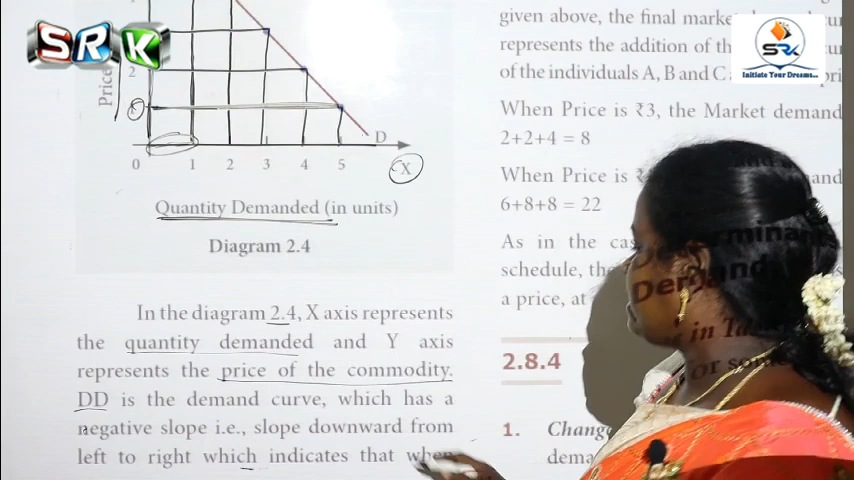 SRK
SRK
Initiate Your Dreams...
Price
2
D
0 1 2 3 4 5 X
Quantity Demanded (in units)
Diagram 2.4
In the diagram 2.4, X axis represents
the quantity demanded and Y axis
represents the price of the commodity.
DD is the demand curve, which has a
negative slope i.e., slope downward from
left to right which indicates that when
given above, the final market
represents the addition of
of the individuals A, B and C
When Price is ₹3, the Market demand
2+2+4 = 8
When Price is
6+8+8 = 22
As in the
schedule,
a price, at
2.8.4
1.